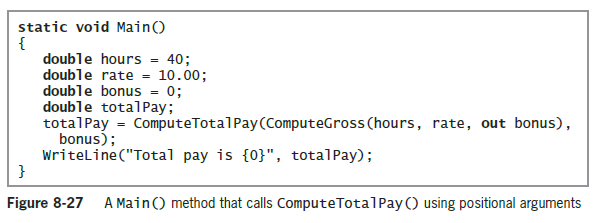 static void Main()
{
double hours = 40;
double rate = 10.00;
double bonus = 0;
double totalPay;
totalPay = ComputeTotalPay(ComputeGross(hours, rate, out bonus),
bonus);
WriteLine("Total pay is {0}", totalPay);
}
Figure 8-27 A Main() method that calls ComputeTotalPay() using positional arguments